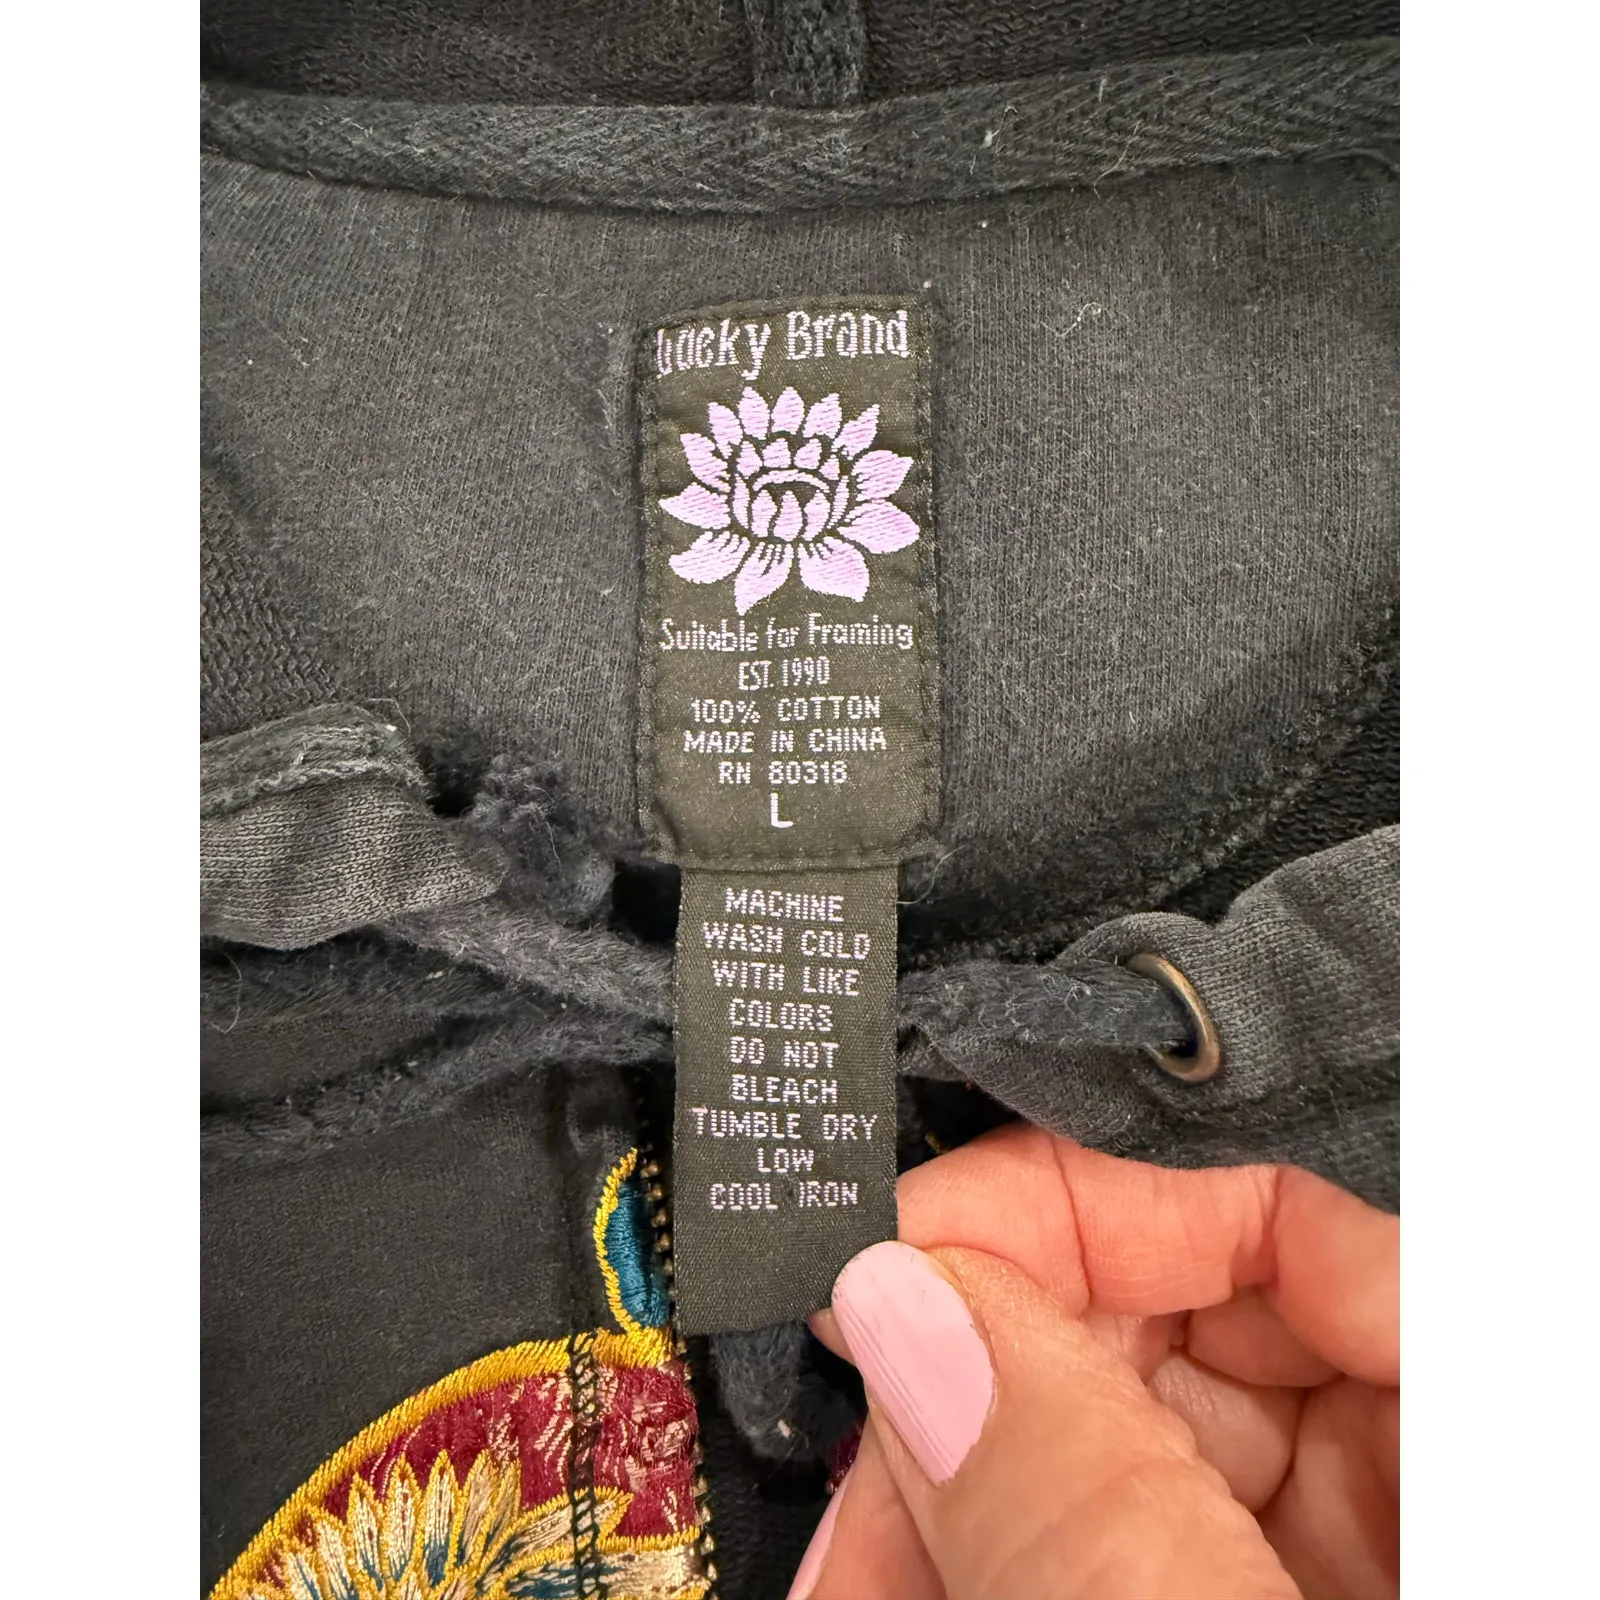 Lucky Brand
Suitable for Framing
EST. 1990
100% COTTON
MADE IN CHINA
RN 80318
L
MACHINE
WASH COLD
WITH LIKE
COLORS
DO NOT
BLEACH
TUMBLE DRY
LOW
COOL IRON